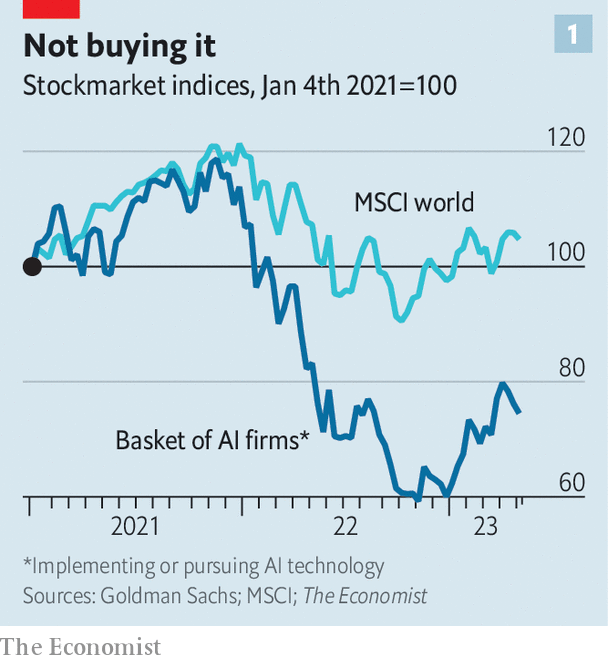 Not buying it
1
Stockmarket indices, Jan 4th 2021=100
120
MSCI world
100
80
Basket of AI firms*
60
2021 22 23
*Implementing or pursuing AI technology
Sources: Goldman Sachs; MSCI; The Economist
The Economist